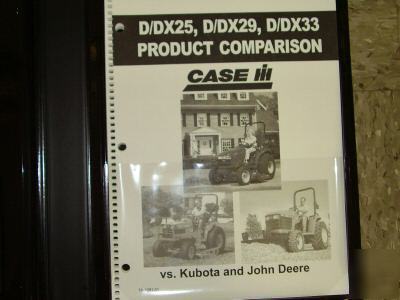 D/DX25, D/DX29, D/DX33
PRODUCT COMPARISON
CASE IH
vs. Kubota and John Deere